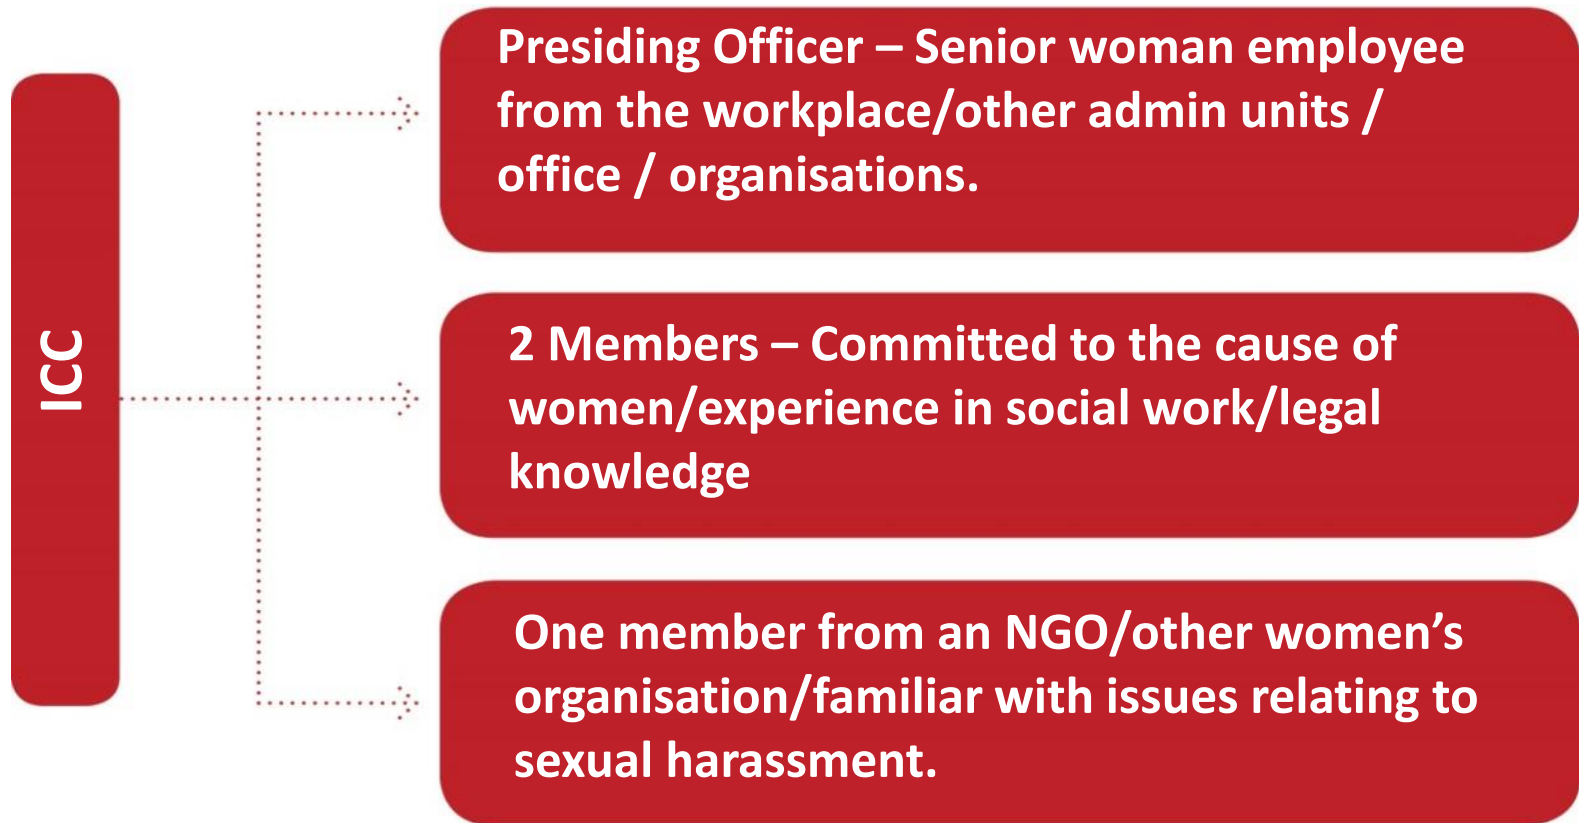 ICC
Presiding Officer – Senior woman employee
from the workplace/other admin units /
office / organisations.
2 Members – Committed to the cause of
women/experience in social work/legal
knowledge
One member from an NGO/other women’s
organisation/familiar with issues relating to
sexual harassment.